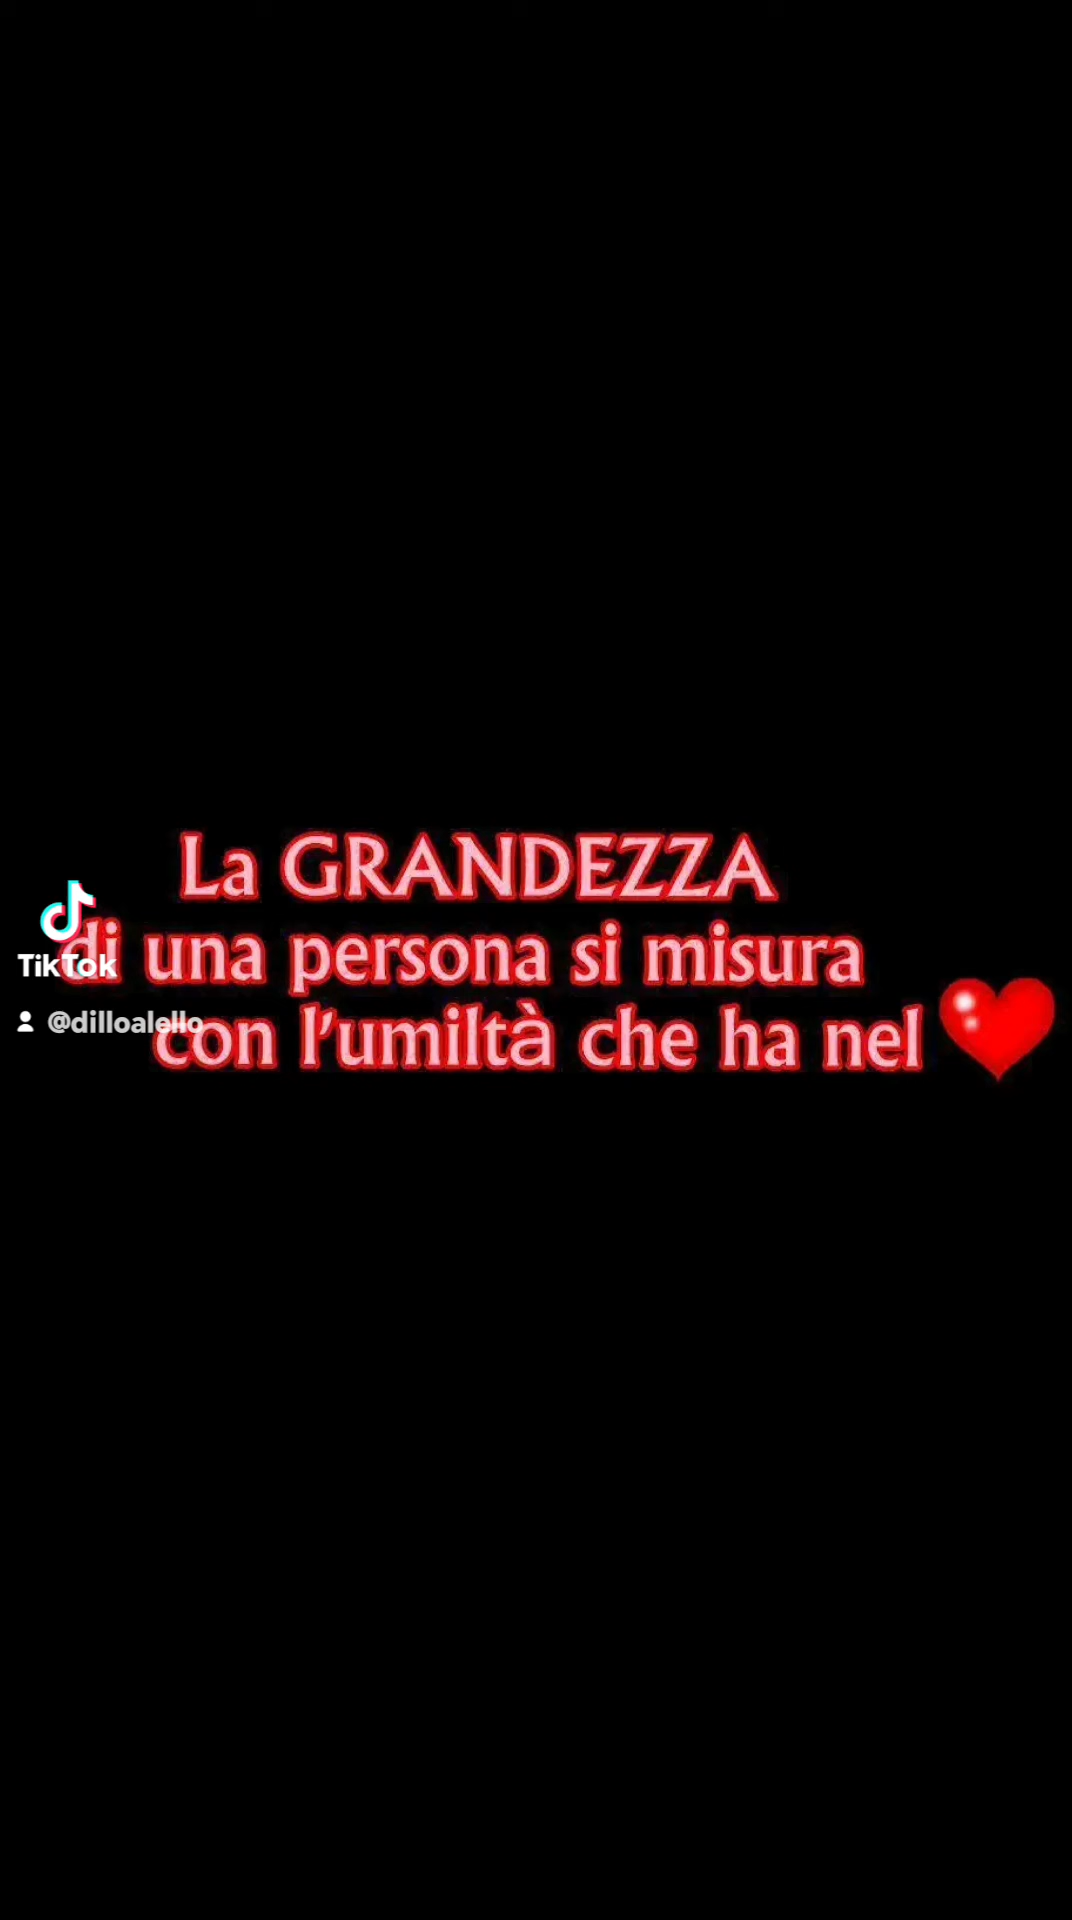 La GRANDEZZA
di una persona si misura
con l'umiltà che ha nel
TikTok
@dilloalello